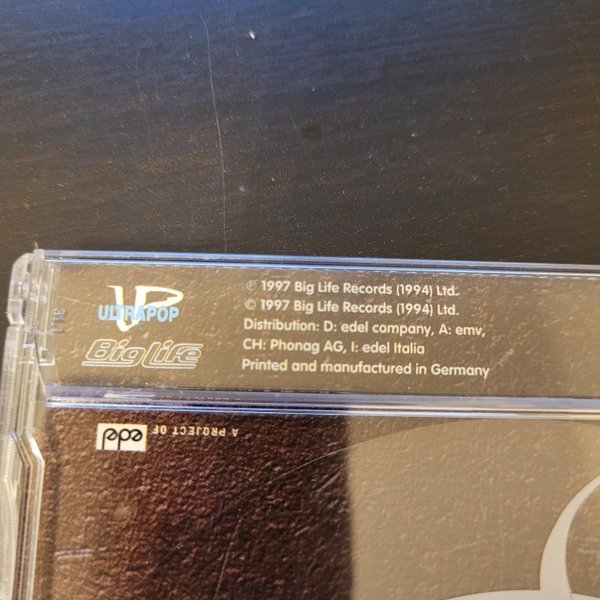 UP
ULTRAPOP
Big Life
℗ 1997 Big Life Records (1994) Ltd.
© 1997 Big Life Records (1994) Ltd.
Distribution: D: edel company, A: emv,
CH: Phonag AG, I: edel Italia
Printed and manufactured in Germany
A PROJECT OF
edel